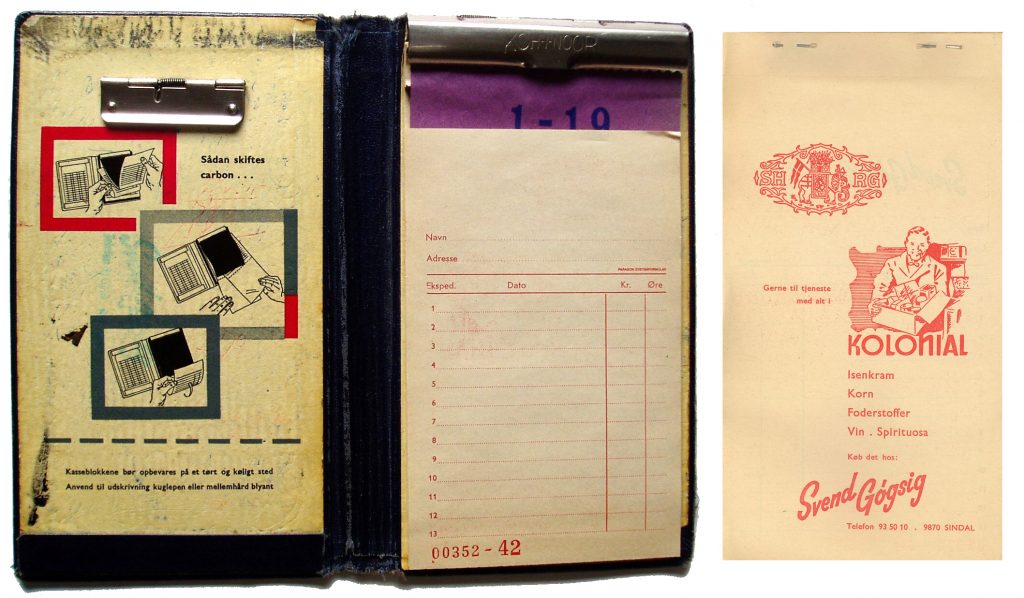 Sådan skiftes
carbon . . .
Kasseblokkene bør opbevares på et tørt og køligt sted
Anvend til udskrivning kuglepen eller mellemhård blyant
KOH-I-NOOR
1-19
Navn
Adresse
PARAGON SYSTEMFORMULAR
Eksped. Dato Kr. Øre
1
2
3
4
5
6
7
8
9
10
11
12
13
00352 - 42
SH RG
Gerne til tjeneste
med alt i
KOLONIAL
Isenkram
Korn
Foderstoffer
Vin . Spirituosa
Køb det hos:
Svend Gógsig
Telefon 93 50 10 . 9870 SINDAL